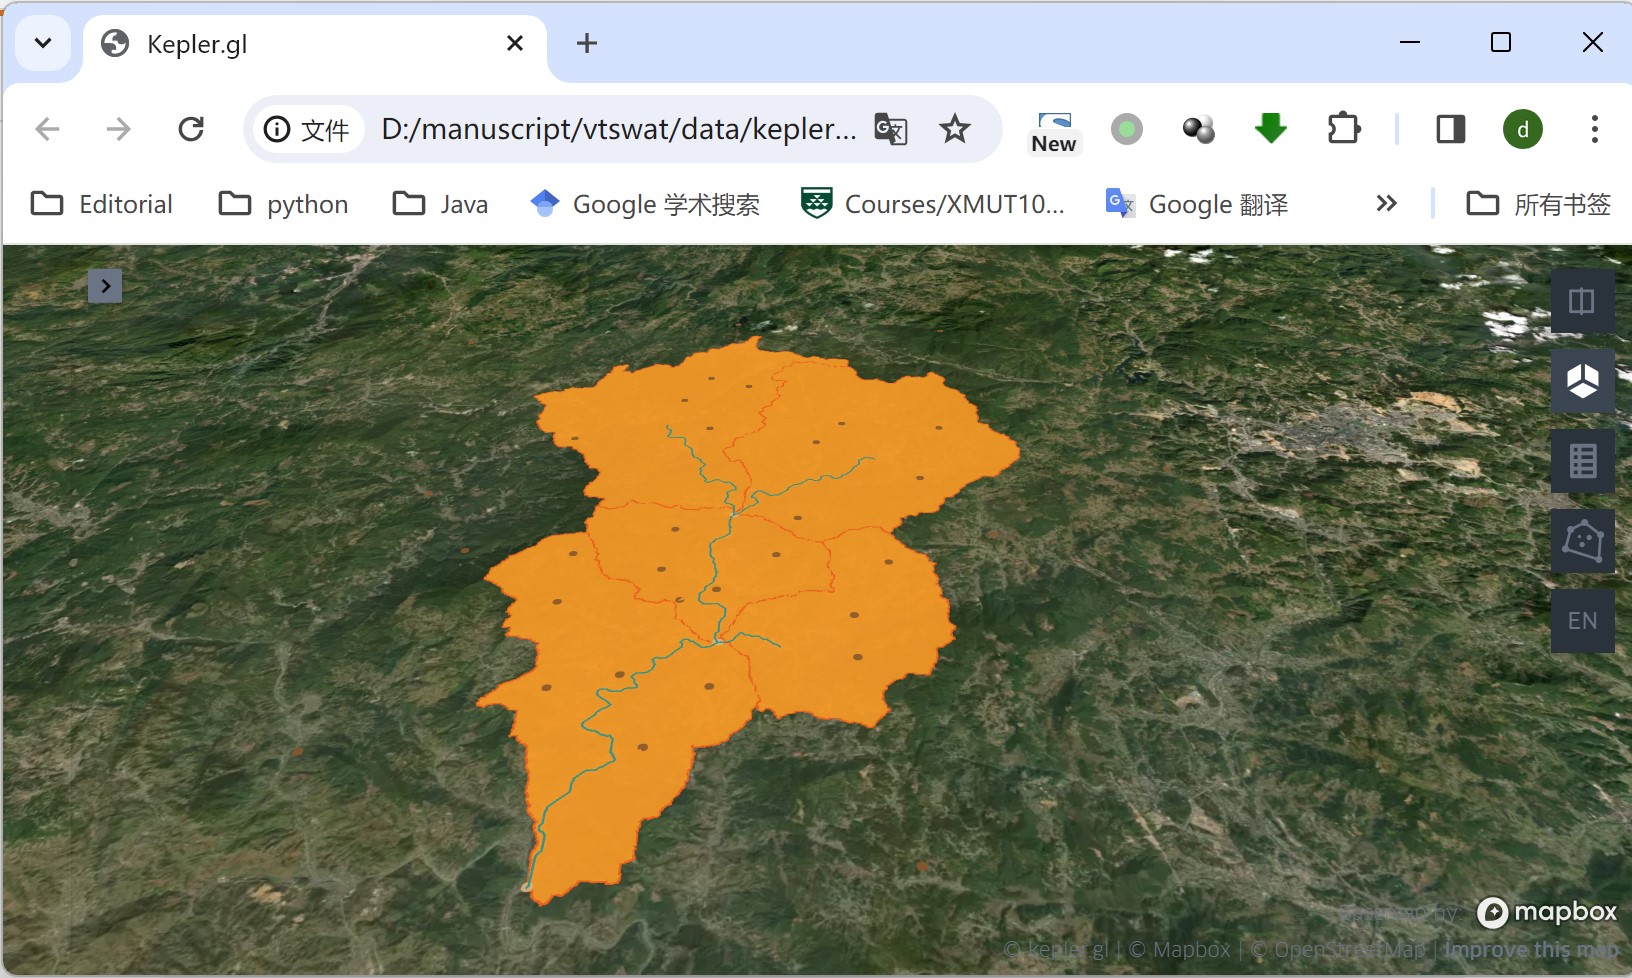 Kepler.gl
文件 D:/manuscript/vtswat/data/kepler...
New
d
Editorial python Java Google 学术搜索 Courses/XMUT10... Google 翻译 所有书签
EN
mapbox
© kepler.gl | © Mapbox | © OpenStreetMap | Improve this map